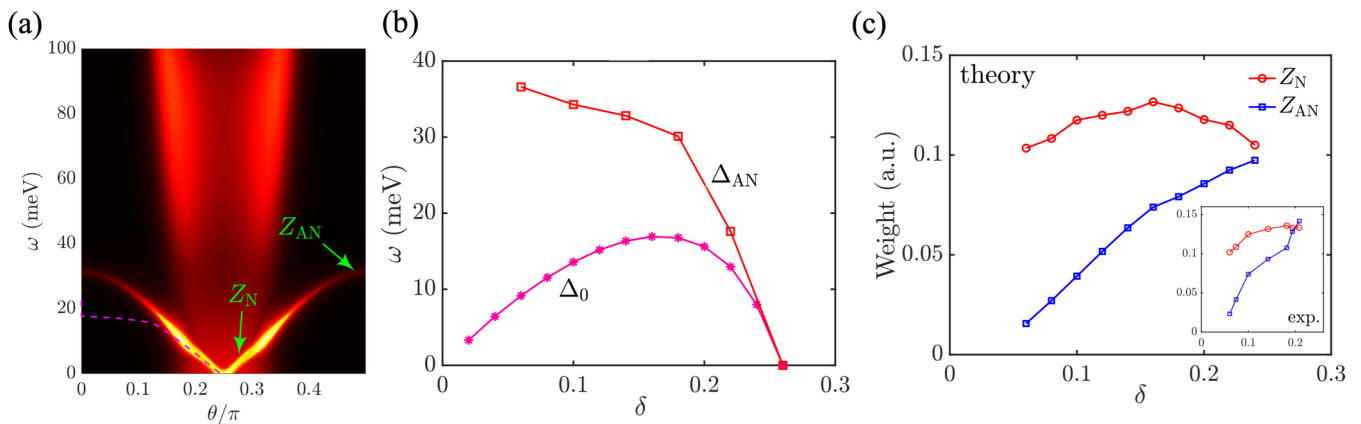 (a)
100
80
60
40
20
0
ω (meV)
Z_AN
Z_N
0 0.1 0.2 0.3 0.4
θ/π
(b)
40
30
20
10
0
ω (meV)
Δ_AN
Δ_0
0 0.1 0.2 0.3
δ
(c)
0.15
0.1
0.05
0
Weight (a.u.)
theory
Z_N
Z_AN
0.15
0.1
0.05
0
0 0.1 0.2
exp.
0 0.1 0.2 0.3
δ